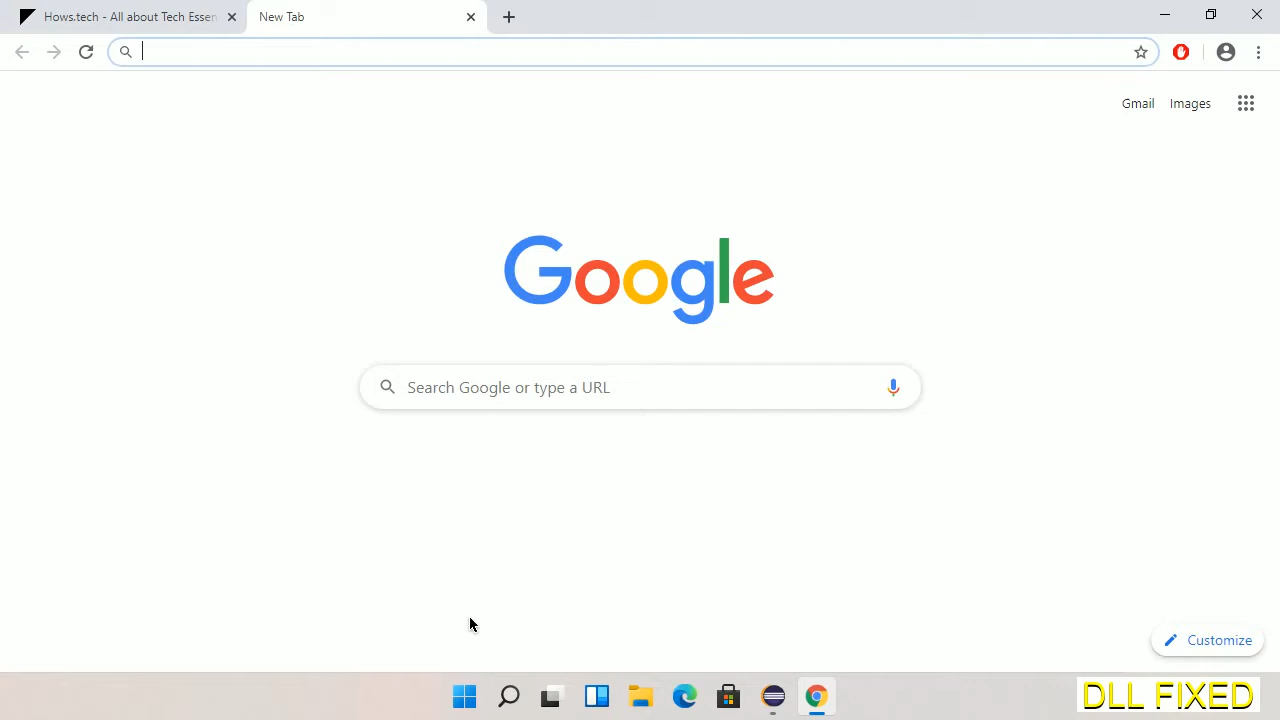 Hows.tech - All about Tech Essen
New Tab
Gmail
Images
Google
Search Google or type a URL
Customize
DLL FIXED